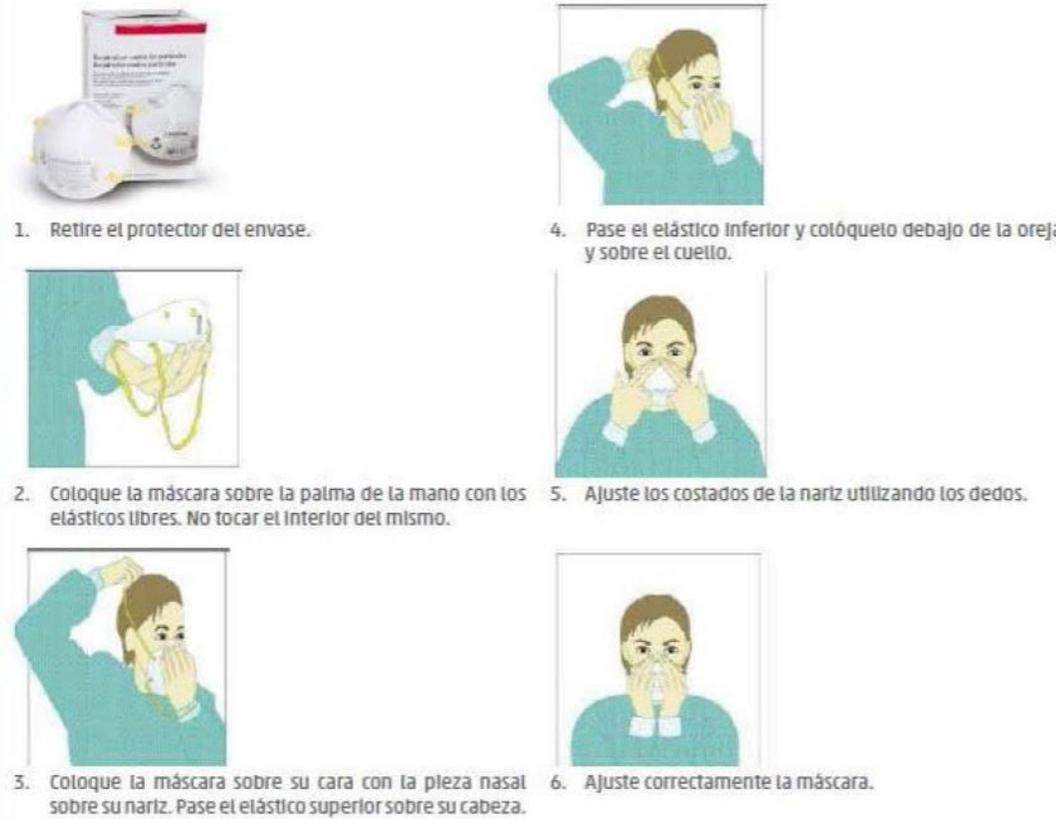 1. Retire el protector del envase.
2. Coloque la máscara sobre la palma de la mano con los
elásticos libres. No tocar el interior del mismo.
3. Coloque la máscara sobre su cara con la pieza nasal
sobre su nariz. Pase el elástico superior sobre su cabeza.
4. Pase el elástico inferior y colóquelo debajo de la oreja
y sobre el cuello.
5. Ajuste los costados de la nariz utilizando los dedos.
6. Ajuste correctamente la máscara.